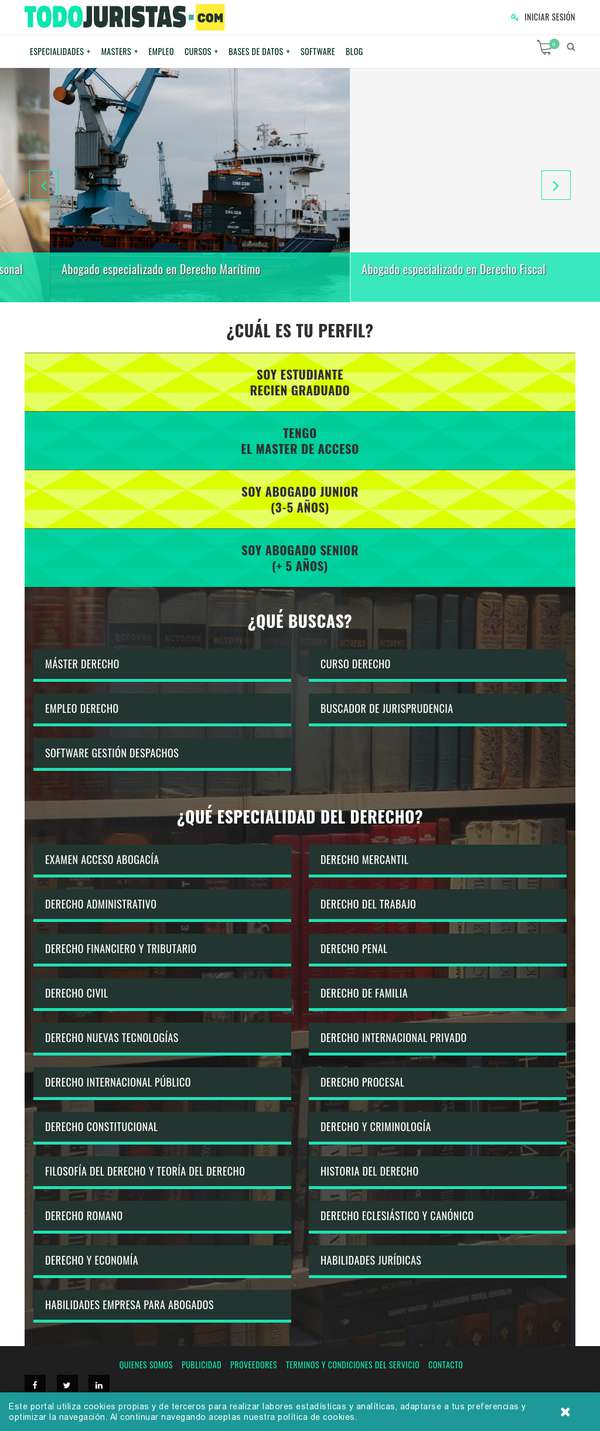 TODOJURISTAS.COM
INICIAR SESIÓN
ESPECIALIDADES + MASTERS + EMPLEO CURSOS + BASES DE DATOS + SOFTWARE BLOG
0
sonal
Abogado especializado en Derecho Marítimo
Abogado especializado en Derecho Fiscal
¿CUÁL ES TU PERFIL?
SOY ESTUDIANTE
RECIEN GRADUADO
TENGO
EL MASTER DE ACCESO
SOY ABOGADO JUNIOR
(3-5 AÑOS)
SOY ABOGADO SENIOR
(+ 5 AÑOS)
¿QUÉ BUSCAS?
MÁSTER DERECHO
CURSO DERECHO
EMPLEO DERECHO
BUSCADOR DE JURISPRUDENCIA
SOFTWARE GESTIÓN DESPACHOS
¿QUÉ ESPECIALIDAD DEL DERECHO?
EXAMEN ACCESO ABOGACÍA
DERECHO MERCANTIL
DERECHO ADMINISTRATIVO
DERECHO DEL TRABAJO
DERECHO FINANCIERO Y TRIBUTARIO
DERECHO PENAL
DERECHO CIVIL
DERECHO DE FAMILIA
DERECHO NUEVAS TECNOLOGÍAS
DERECHO INTERNACIONAL PRIVADO
DERECHO INTERNACIONAL PÚBLICO
DERECHO PROCESAL
DERECHO CONSTITUCIONAL
DERECHO Y CRIMINOLOGÍA
FILOSOFÍA DEL DERECHO Y TEORÍA DEL DERECHO
HISTORIA DEL DERECHO
DERECHO ROMANO
DERECHO ECLESIÁSTICO Y CANÓNICO
DERECHO Y ECONOMÍA
HABILIDADES JURÍDICAS
HABILIDADES EMPRESA PARA ABOGADOS
QUIENES SOMOS PUBLICIDAD PROVEEDORES TERMINOS Y CONDICIONES DEL SERVICIO CONTACTO
Este portal utiliza cookies propias y de terceros para realizar labores estadísticas y analíticas, adaptarse a tus preferencias y
optimizar la navegación. Al continuar navegando aceptas nuestra política de cookies.